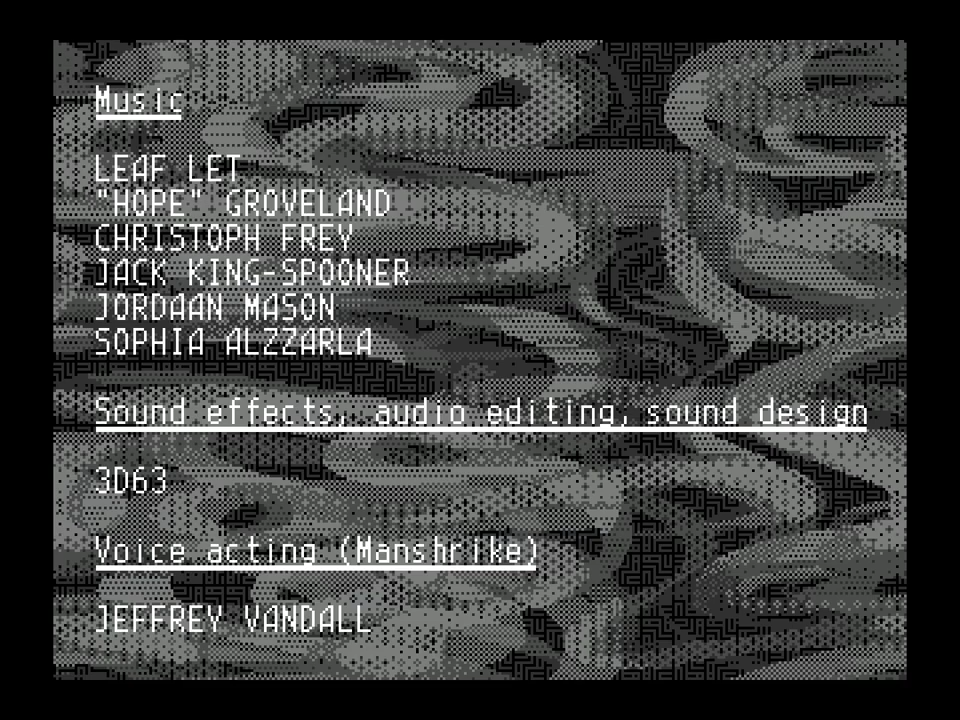 Music
LEAF LET
"HOPE" GROVELAND
CHRISTOPH FREY
JACK KING-SPOONER
JORDAAN MASON
SOPHIA ALZZARLA
Sound effects, audio editing, sound design
3D63
Voice acting (Manshrike)
JEFFREY VANDALL